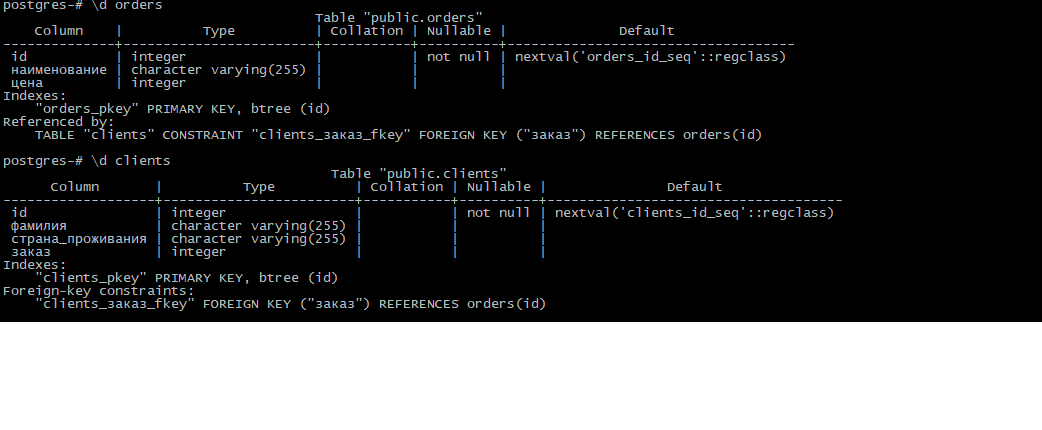 postgres-# \d orders
Table "public.orders"
Column | Type | Collation | Nullable | Default
--------------+------------------------+-----------+----------+------------------------------------
id | integer | | not null | nextval('orders_id_seq'::regclass)
наименование | character varying(255) | | |
цена | integer | | |
Indexes:
"orders_pkey" PRIMARY KEY, btree (id)
Referenced by:
TABLE "clients" CONSTRAINT "clients_заказ_fkey" FOREIGN KEY ("заказ") REFERENCES orders(id)
postgres-# \d clients
Table "public.clients"
Column | Type | Collation | Nullable | Default
-------------------+------------------------+-----------+----------+-------------------------------------
id | integer | | not null | nextval('clients_id_seq'::regclass)
фамилия | character varying(255) | | |
страна_проживания | character varying(255) | | |
заказ | integer | | |
Indexes:
"clients_pkey" PRIMARY KEY, btree (id)
Foreign-key constraints:
"clients_заказ_fkey" FOREIGN KEY ("заказ") REFERENCES orders(id)